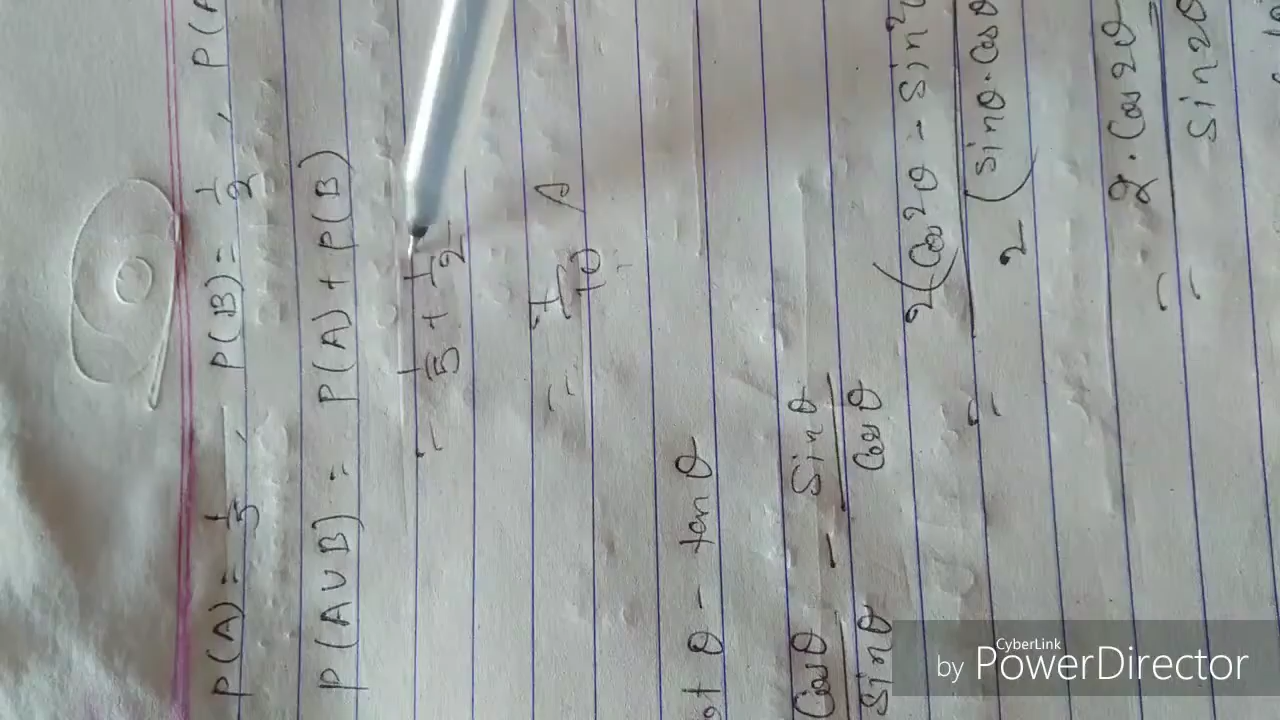 P(A) = 1/5, P(B) = 1/2, P(A
P(A∪B) = P(A) + P(B)
= 1/5 + 1/2
= 7/10 A
ot θ - tanθ
Cosθ/Sinθ - Sinθ/Cosθ
= 2(Cos²θ - Sin²/2(Sinθ.Cosθ
= 2.Cos2θ
= Sin2θ
CyberLink
by PowerDirector